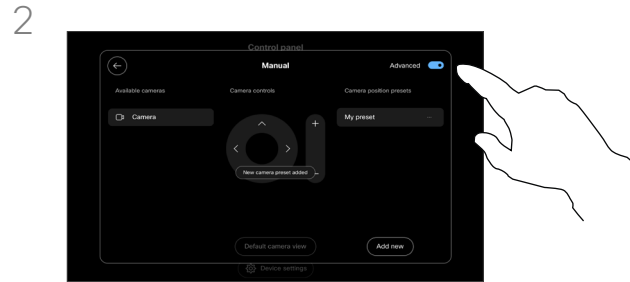 2
Control panel
Manual
Advanced
Available cameras
Camera controls
Camera position presets
Camera
My preset
New camera preset added
Default camera view
Add new
Device settings